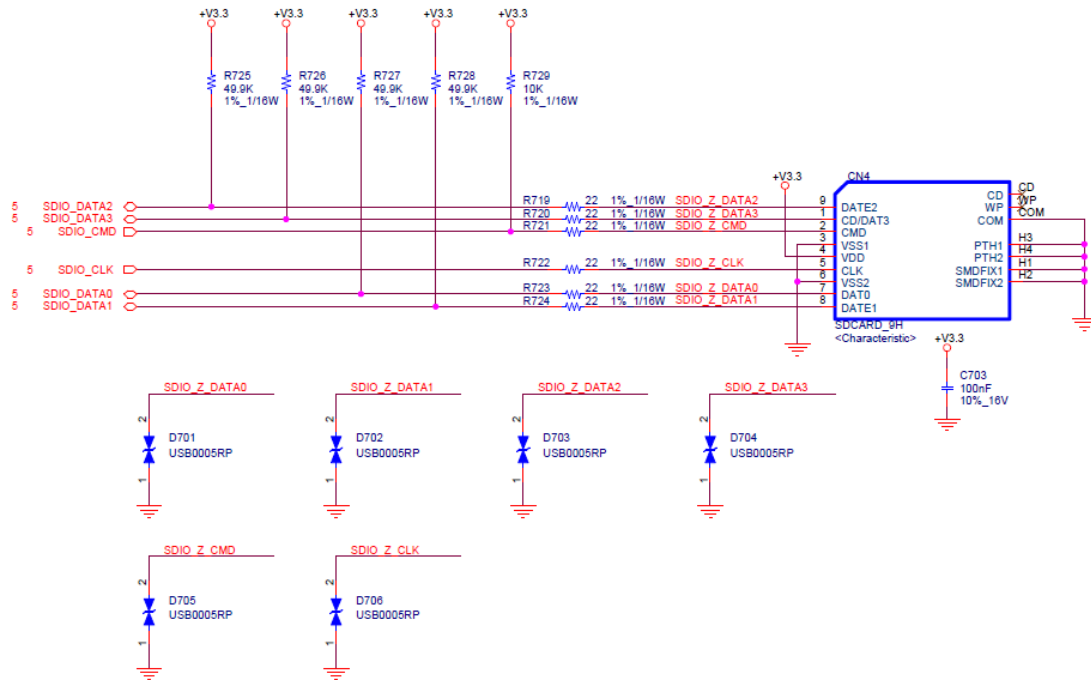 +V3.3 +V3.3 +V3.3 +V3.3 +V3.3
R725 R726 R727 R728 R729
49.9K 49.9K 49.9K 49.9K 10K
1%_1/16W 1%_1/16W 1%_1/16W 1%_1/16W 1%_1/16W
+V3.3
CN4
5 SDIO_DATA2 R719 22 1%_1/16W SDIO_Z_DATA2 9 DATE2
5 SDIO_DATA3 R720 22 1%_1/16W SDIO_Z_DATA3 1 CD/DAT3
5 SDIO_CMD R721 22 1%_1/16W SDIO_Z_CMD 2 CMD
3 VSS1
4 VDD
5 SDIO_CLK R722 22 1%_1/16W SDIO_Z_CLK 5 CLK
6 VSS2
5 SDIO_DATA0 R723 22 1%_1/16W SDIO_Z_DATA0 7 DAT0
5 SDIO_DATA1 R724 22 1%_1/16W SDIO_Z_DATA1 8 DATE1
CD CD
WP WP
COM COM
PTH1 H3
PTH2 H4
SMDFIX1 H1
SMDFIX2 H2
SDCARD_9H
<Characteristic>
+V3.3
C703
100nF
10%_16V
SDIO_Z_DATA0 SDIO_Z_DATA1 SDIO_Z_DATA2 SDIO_Z_DATA3
2 2 2 2
D701 D702 D703 D704
USB0005RP USB0005RP USB0005RP USB0005RP
1 1 1 1
SDIO_Z_CMD SDIO_Z_CLK
2 2
D705 D706
USB0005RP USB0005RP
1 1